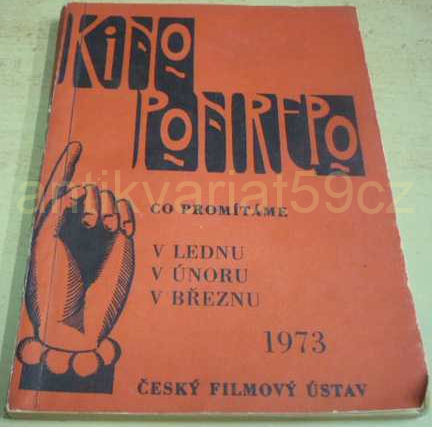 KINO
PONREPO
antikvariat59cz
CO PROMÍTÁME
V LEDNU
V ÚNORU
V BŘEZNU
1973
ČESKÝ FILMOVÝ ÚSTAV